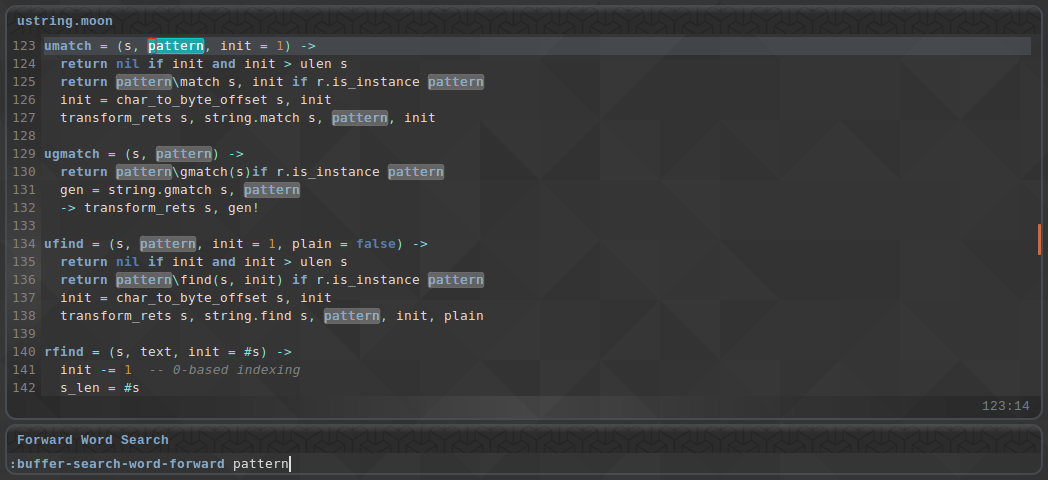 ustring.moon
123 umatch = (s, pattern, init = 1) ->
124   return nil if init and init > ulen s
125   return pattern\match s, init if r.is_instance pattern
126   init = char_to_byte_offset s, init
127   transform_rets s, string.match s, pattern, init
128
129 ugmatch = (s, pattern) ->
130   return pattern\gmatch(s)if r.is_instance pattern
131   gen = string.gmatch s, pattern
132   -> transform_rets s, gen!
133
134 ufind = (s, pattern, init = 1, plain = false) ->
135   return nil if init and init > ulen s
136   return pattern\find(s, init) if r.is_instance pattern
137   init = char_to_byte_offset s, init
138   transform_rets s, string.find s, pattern, init, plain
139
140 rfind = (s, text, init = #s) ->
141   init -= 1  -- 0-based indexing
142   s_len = #s
123:14
Forward Word Search
:buffer-search-word-forward pattern